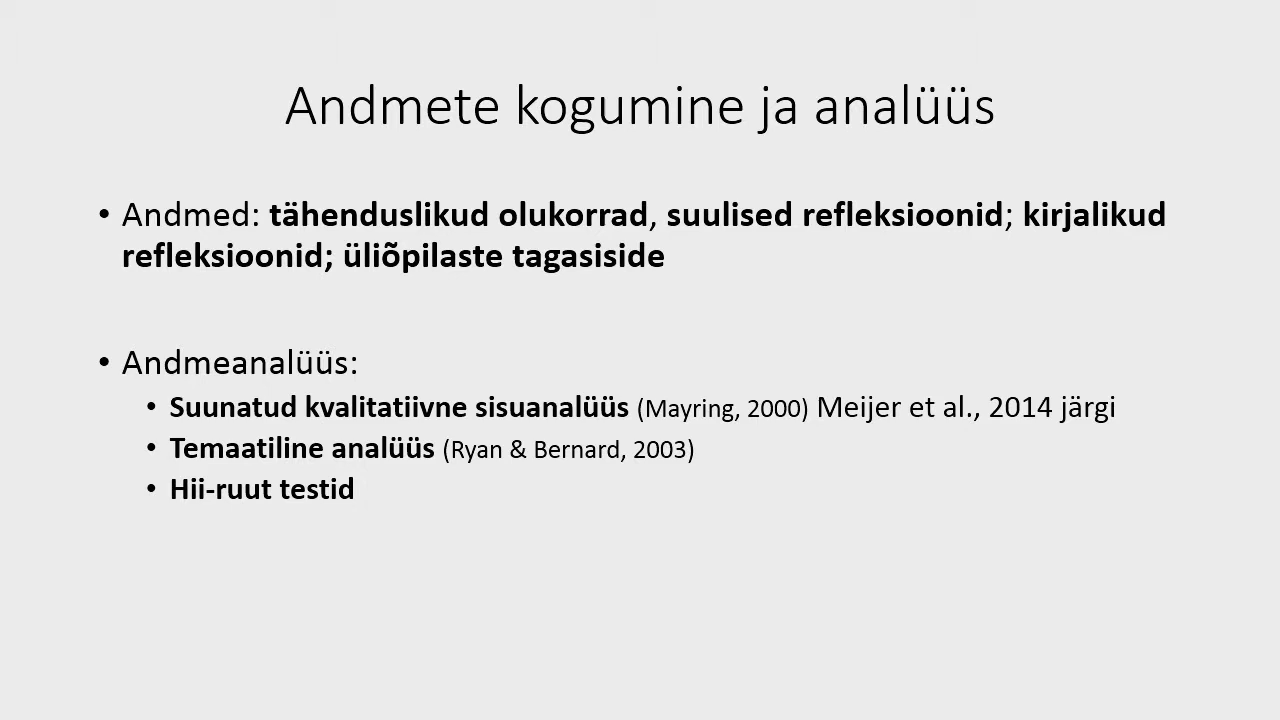 Andmete kogumine ja analüüs
• Andmed: tähenduslikud olukorrad, suulised refleksioonid; kirjalikud
refleksioonid; üliõpilaste tagasiside
• Andmeanalüüs:
• Suunatud kvalitatiivne sisuanalüüs (Mayring, 2000) Meijer et al., 2014 järgi
• Temaatiline analüüs (Ryan & Bernard, 2003)
• Hii-ruut testid